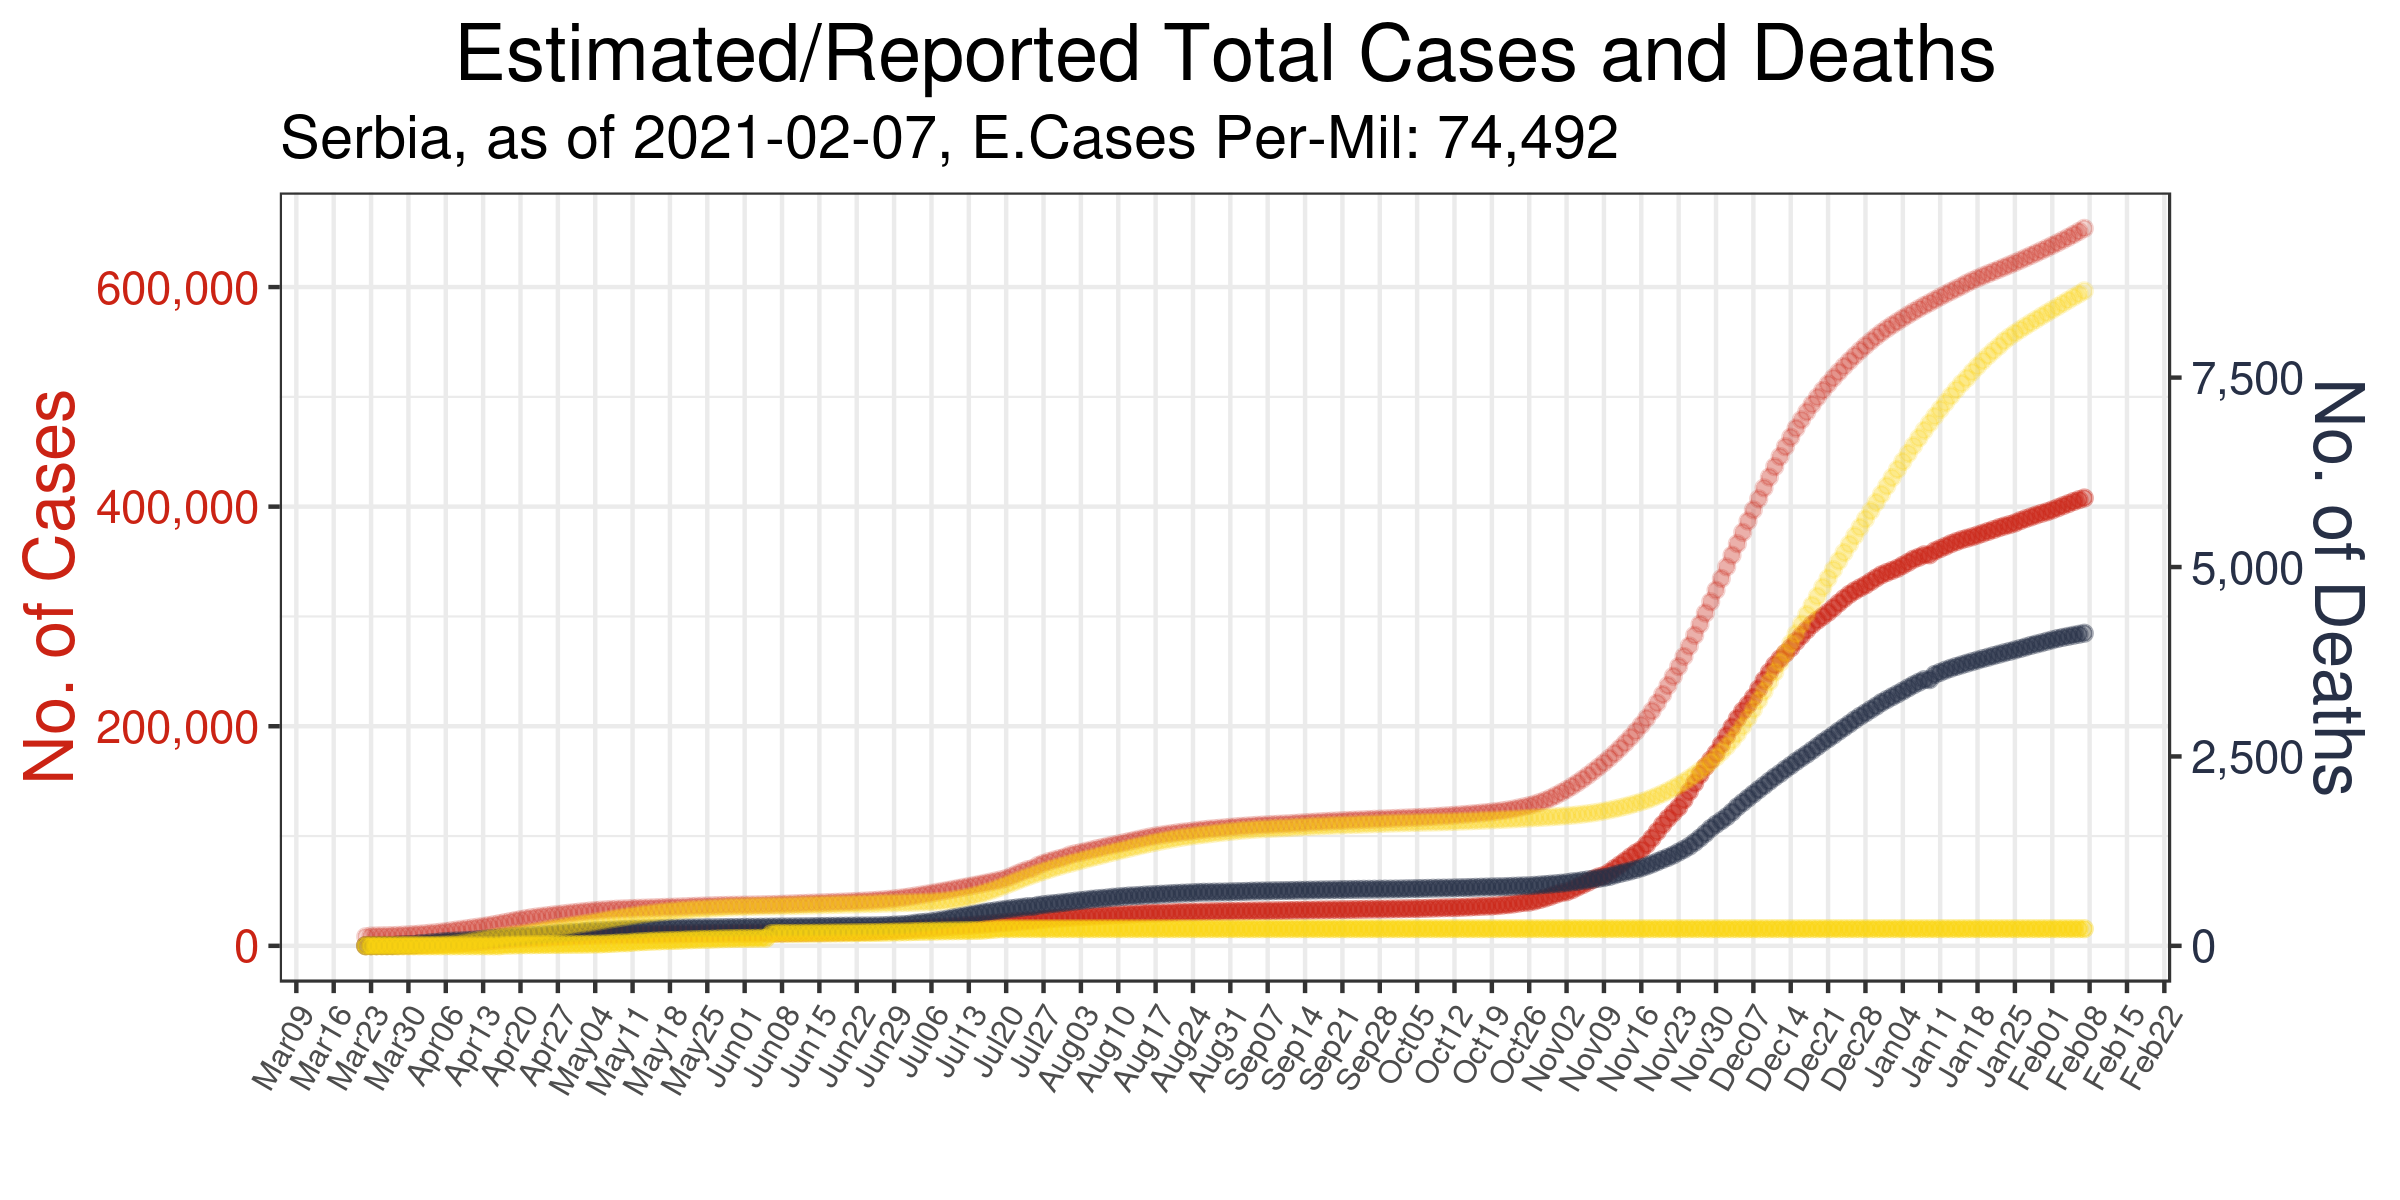 Estimated/Reported Total Cases and Deaths
Serbia, as of 2021-02-07, E.Cases Per-Mil: 74,492
No. of Cases
600,000
400,000
200,000
0
7,500
5,000
2,500
0
No. of Deaths
Mar09
Mar16
Mar23
Mar30
Apr06
Apr13
Apr20
Apr27
May04
May11
May18
May25
Jun01
Jun08
Jun15
Jun22
Jun29
Jul06
Jul13
Jul20
Jul27
Aug03
Aug10
Aug17
Aug24
Aug31
Sep07
Sep14
Sep21
Sep28
Oct05
Oct12
Oct19
Oct26
Nov02
Nov09
Nov16
Nov23
Nov30
Dec07
Dec14
Dec21
Dec28
Jan04
Jan11
Jan18
Jan25
Feb01
Feb08
Feb15
Feb22